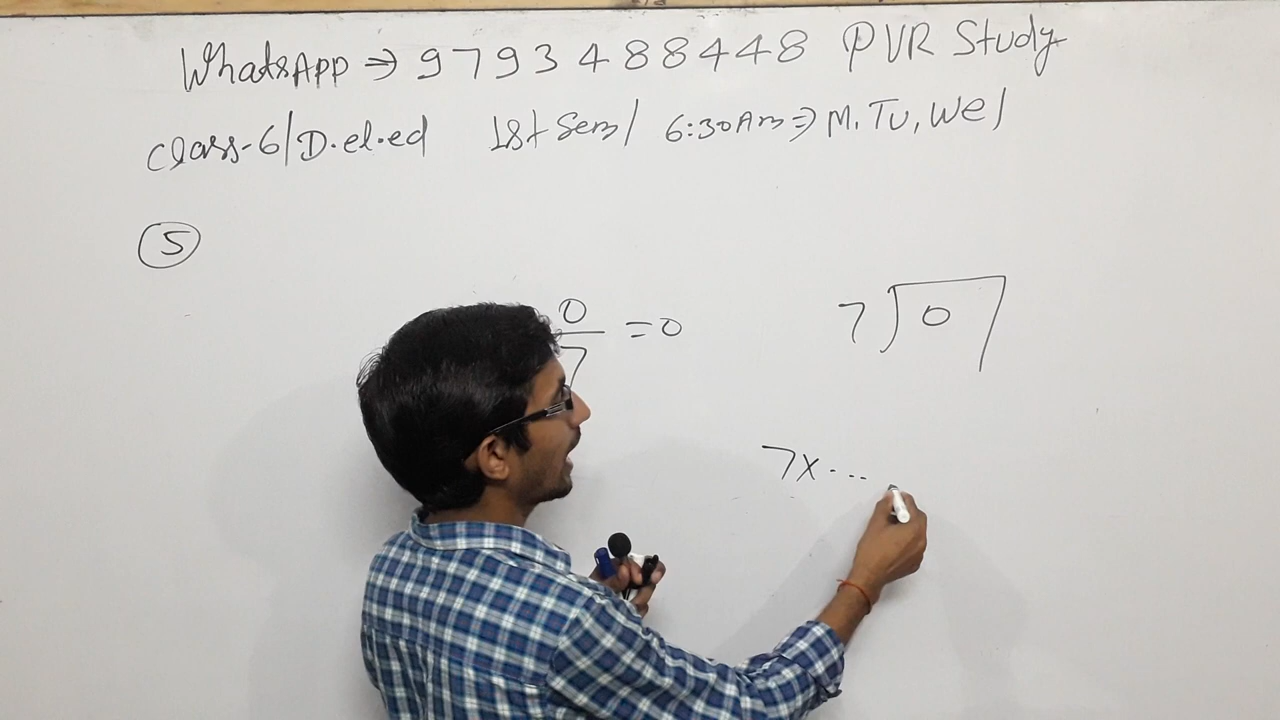 WhatsApp ⇒ 9793488448 PVR Study
Class-6/D.el.ed 1st Sem/ 6:30Am ⇒ M, Tu, We/
5
0/7 = 0
7)0
7x...